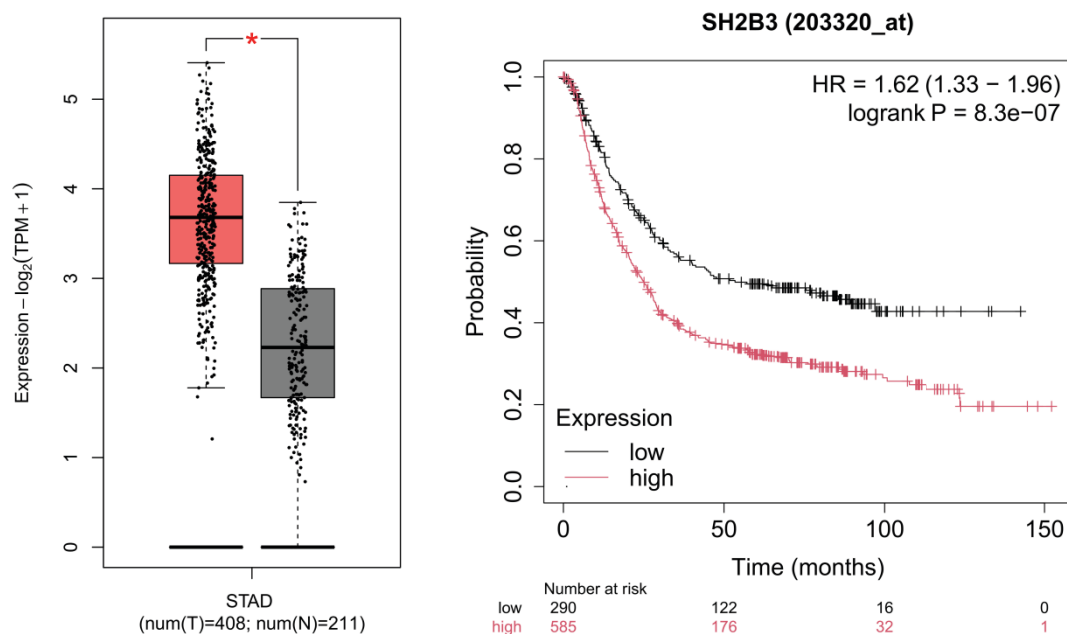 *
5
4
3
2
1
0
Expression − log2(TPM + 1)
STAD
(num(T)=408; num(N)=211)
SH2B3 (203320_at)
HR = 1.62 (1.33 − 1.96)
logrank P = 8.3e−07
1.0
0.8
0.6
0.4
0.2
0.0
Probability
Expression
low
high
0 50 100 150
Time (months)
Number at risk
low 290 122 16 0
high 585 176 32 1